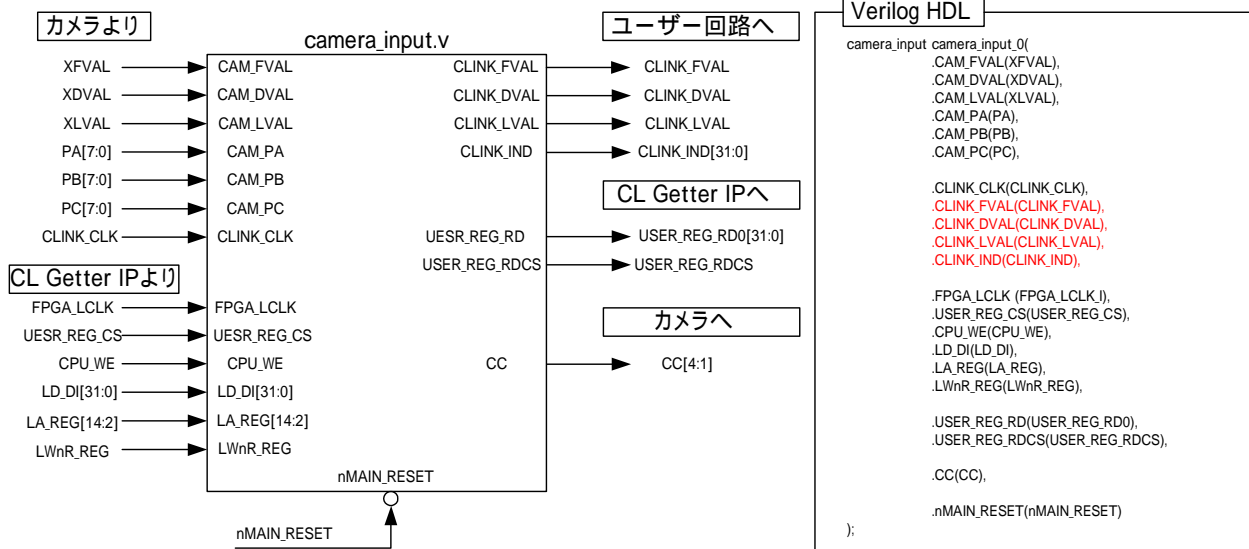 カメラより
camera_input.v
ユーザー回路へ
XFVAL CAM_FVAL CLINK_FVAL CLINK_FVAL
XDVAL CAM_DVAL CLINK_DVAL CLINK_DVAL
XLVAL CAM_LVAL CLINK_LVAL CLINK_LVAL
PA[7:0] CAM_PA CLINK_IND CLINK_IND[31:0]
PB[7:0] CAM_PB
PC[7:0] CAM_PC
CL Getter IPへ
CLINK_CLK CLINK_CLK UESR_REG_RD USER_REG_RD0[31:0]
USER_REG_RDCS USER_REG_RDCS
CL Getter IPより
FPGA_LCLK FPGA_LCLK
カメラへ
UESR_REG_CS UESR_REG_CS
CPU_WE CPU_WE CC CC[4:1]
LD_DI[31:0] LD_DI[31:0]
LA_REG[14:2] LA_REG[14:2]
LWnR_REG LWnR_REG
nMAIN_RESET
nMAIN_RESET
Verilog HDL
camera_input camera_input_0(
.CAM_FVAL(XFVAL),
.CAM_DVAL(XDVAL),
.CAM_LVAL(XLVAL),
.CAM_PA(PA),
.CAM_PB(PB),
.CAM_PC(PC),
.CLINK_CLK(CLINK_CLK),
.CLINK_FVAL(CLINK_FVAL),
.CLINK_DVAL(CLINK_DVAL),
.CLINK_LVAL(CLINK_LVAL),
.CLINK_IND(CLINK_IND),
.FPGA_LCLK (FPGA_LCLK_I),
.USER_REG_CS(USER_REG_CS),
.CPU_WE(CPU_WE),
.LD_DI(LD_DI),
.LA_REG(LA_REG),
.LWnR_REG(LWnR_REG),
.USER_REG_RD(USER_REG_RD0),
.USER_REG_RDCS(USER_REG_RDCS),
.CC(CC),
.nMAIN_RESET(nMAIN_RESET)
);